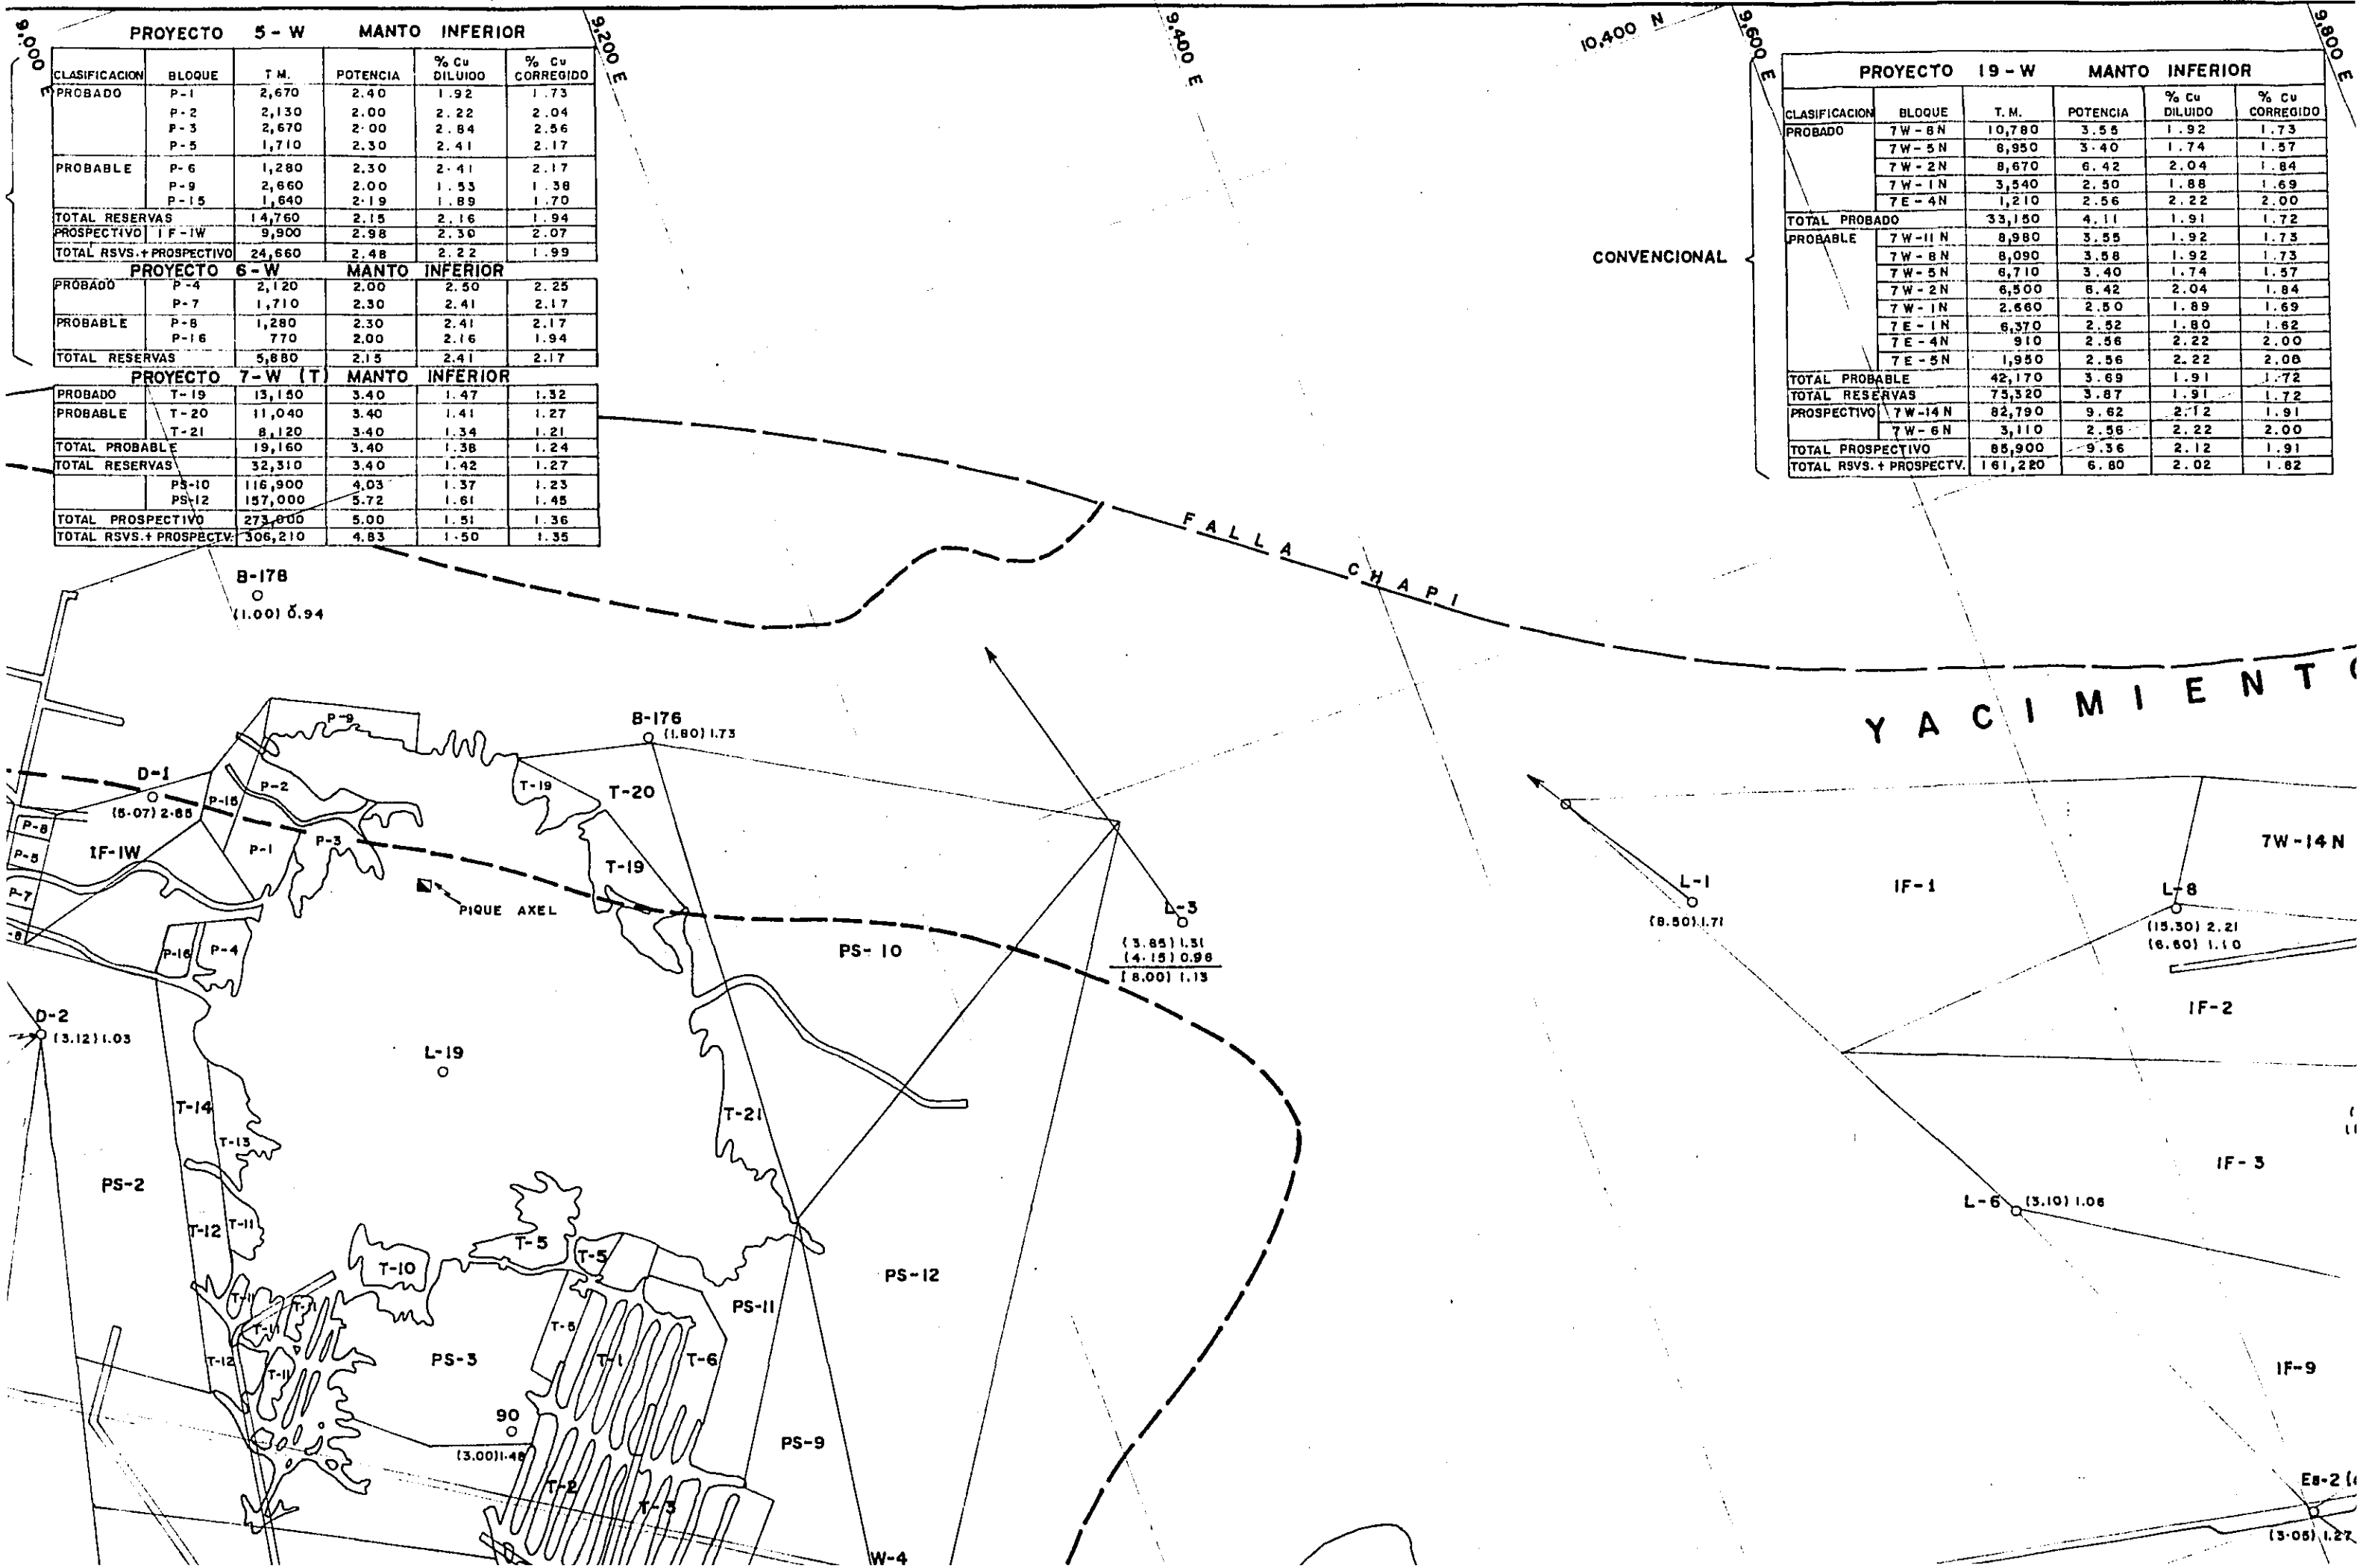 9,000 E
9,200 E
9,400 E
10,400 N
9,600 E
9,800 E
PROYECTO 5-W MANTO INFERIOR
CLASIFICACION BLOQUE T M. POTENCIA % Cu DILUIDO % Cu CORREGIDO
PROBADO P-1 2,670 2.40 1.92 1.73
P-2 2,130 2.00 2.22 2.04
P-3 2,670 2.00 2.84 2.56
P-5 1,710 2.30 2.41 2.17
PROBABLE P-6 1,280 2.30 2.41 2.17
P-9 2,660 2.00 1.53 1.38
P-15 1,640 2.19 1.89 1.70
TOTAL RESERVAS 14,760 2.15 2.16 1.94
PROSPECTIVO IF-1W 9,900 2.98 2.30 2.07
TOTAL RSVS.+PROSPECTIVO 24,660 2.48 2.22 1.99
PROYECTO 6-W MANTO INFERIOR
PROBADO P-4 2,120 2.00 2.50 2.25
P-7 1,710 2.30 2.41 2.17
PROBABLE P-8 1,280 2.30 2.41 2.17
P-16 770 2.00 2.16 1.94
TOTAL RESERVAS 5,880 2.15 2.41 2.17
PROYECTO 7-W (T) MANTO INFERIOR
PROBADO T-19 13,150 3.40 1.47 1.32
PROBABLE T-20 11,040 3.40 1.41 1.27
T-21 8,120 3.40 1.34 1.21
TOTAL PROBABLE 19,160 3.40 1.38 1.24
TOTAL RESERVAS 32,310 3.40 1.42 1.27
PS-10 116,900 4.03 1.37 1.23
PS-12 157,000 5.72 1.61 1.45
TOTAL PROSPECTIVO 273,000 5.00 1.51 1.36
TOTAL RSVS.+ PROSPECTV. 306,210 4.83 1.50 1.35
CONVENCIONAL
PROYECTO 19-W MANTO INFERIOR
CLASIFICACION BLOQUE T. M. POTENCIA % Cu DILUIDO % Cu CORREGIDO
PROBADO 7W-8N 10,780 3.55 1.92 1.73
7W-5N 8,950 3.40 1.74 1.57
7W-2N 8,670 6.42 2.04 1.84
7W-1N 3,540 2.50 1.88 1.69
7E-4N 1,210 2.56 2.22 2.00
TOTAL PROBADO 33,150 4.11 1.91 1.72
PROBABLE 7W-11N 8,980 3.55 1.92 1.73
7W-8N 8,090 3.58 1.92 1.73
7W-5N 6,710 3.40 1.74 1.57
7W-2N 6,500 6.42 2.04 1.84
7W-1N 2.660 2.50 1.89 1.69
7E-1N 6,370 2.52 1.80 1.62
7E-4N 910 2.56 2.22 2.00
7E-5N 1,950 2.56 2.22 2.00
TOTAL PROBABLE 42,170 3.69 1.91 1.72
TOTAL RESERVAS 75,320 3.87 1.91 1.72
PROSPECTIVO 7W-14N 82,790 9.62 2.12 1.91
7W-6N 3,110 2.56 2.22 2.00
TOTAL PROSPECTIVO 85,900 9.36 2.12 1.91
TOTAL RSVS.+ PROSPECTV. 161,220 6.80 2.02 1.82
FALLA CHAPI
YACIMIENTO
B-178
(1.00) 0.94
P-9
B-176
(1.80) 1.73
D-1
(5.07) 2.85
P-15
P-2
T-19
T-20
P-8
P-5
IF-1W
P-1
P-3
T-19
P-7
PIQUE AXEL
P-16
P-4
PS-10
L-3
(3.85) 1.31
(4.15) 0.96
(8.00) 1.13
L-1
(8.50) 1.71
IF-1
7W-14N
L-8
(15.30) 2.21
(6.60) 1.10
IF-2
D-2
(3.12) 1.03
L-19
T-14
T-13
T-21
PS-2
IF-3
L-6 (3.10) 1.06
T-12
T-11
T-5
T-5
T-10
PS-12
PS-11
T-11
T-11
T-11
T-12
T-11
PS-3
T-1
T-6
IF-9
90
(3.00) 1.48
PS-9
T-2
T-3
W-4
(3.05) 1.27